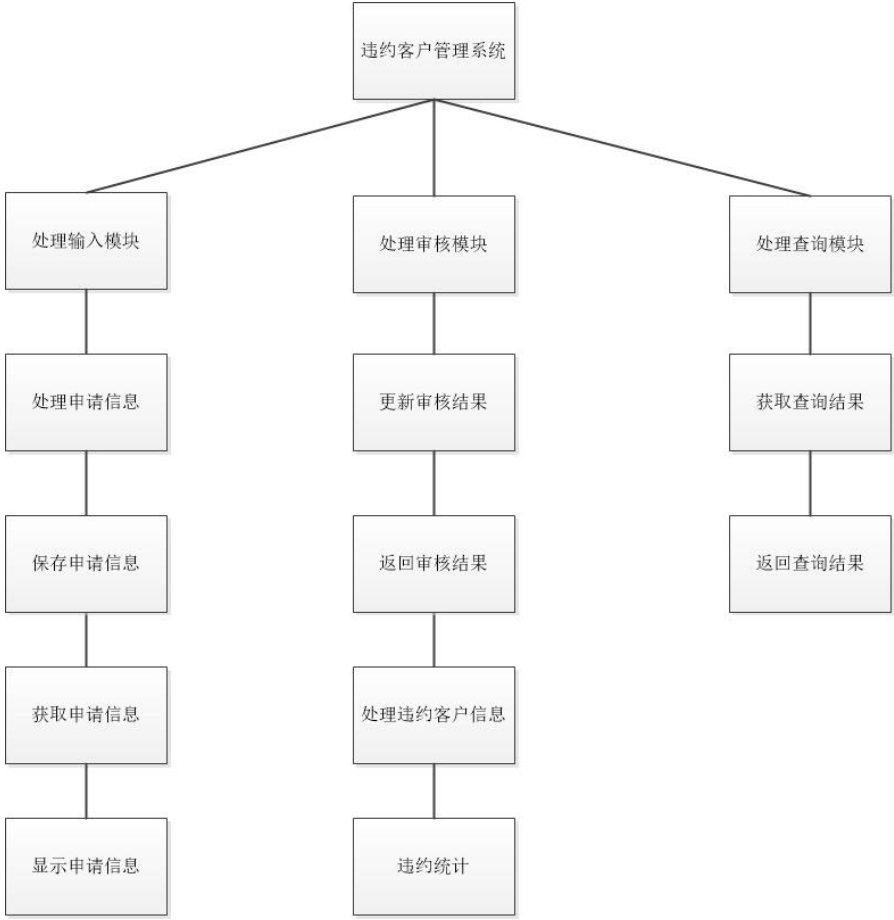 违约客户管理系统
处理输入模块
处理审核模块
处理查询模块
处理申请信息
更新审核结果
获取查询结果
保存申请信息
返回审核结果
返回查询结果
获取申请信息
处理违约客户信息
显示申请信息
违约统计